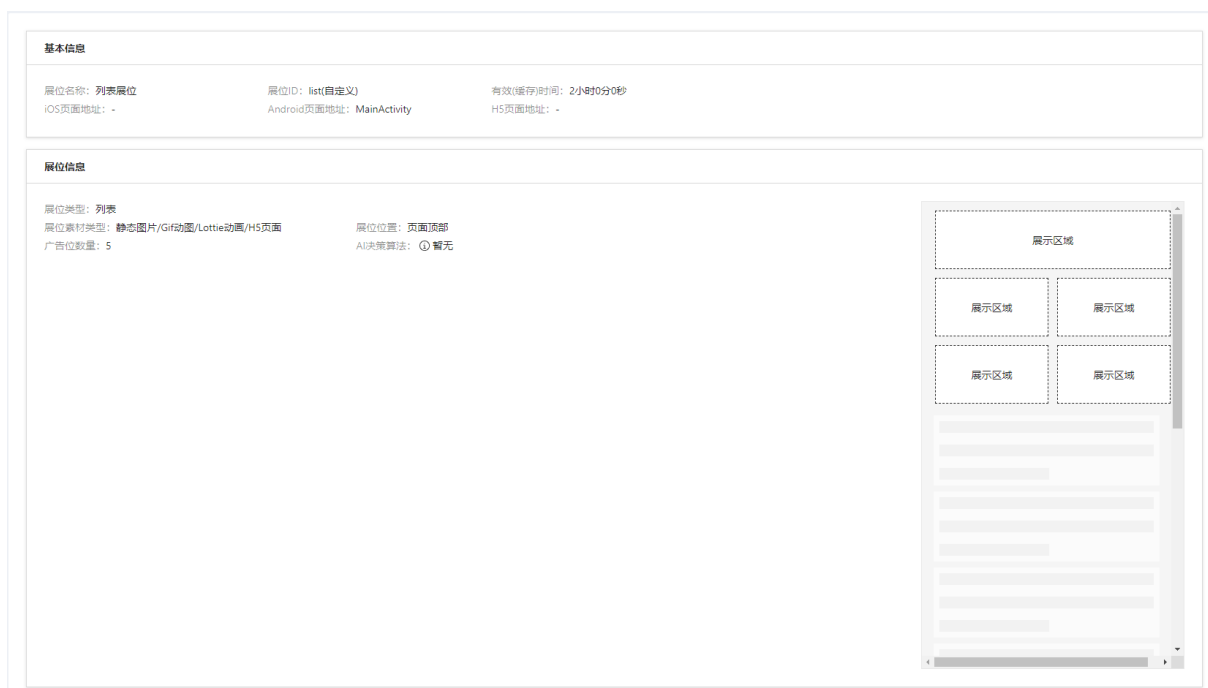 基本信息
展位名称：列表展位 展位ID：list(自定义) 有效(缓存)时间：2小时0分0秒
iOS页面地址：- Android页面地址：MainActivity H5页面地址：-
展位信息
展位类型：列表
展位素材类型：静态图片/Gif动图/Lottie动画/H5页面 展位位置：页面顶部
广告位数量：5 AI决策算法：暂无
展示区域
展示区域 展示区域
展示区域 展示区域